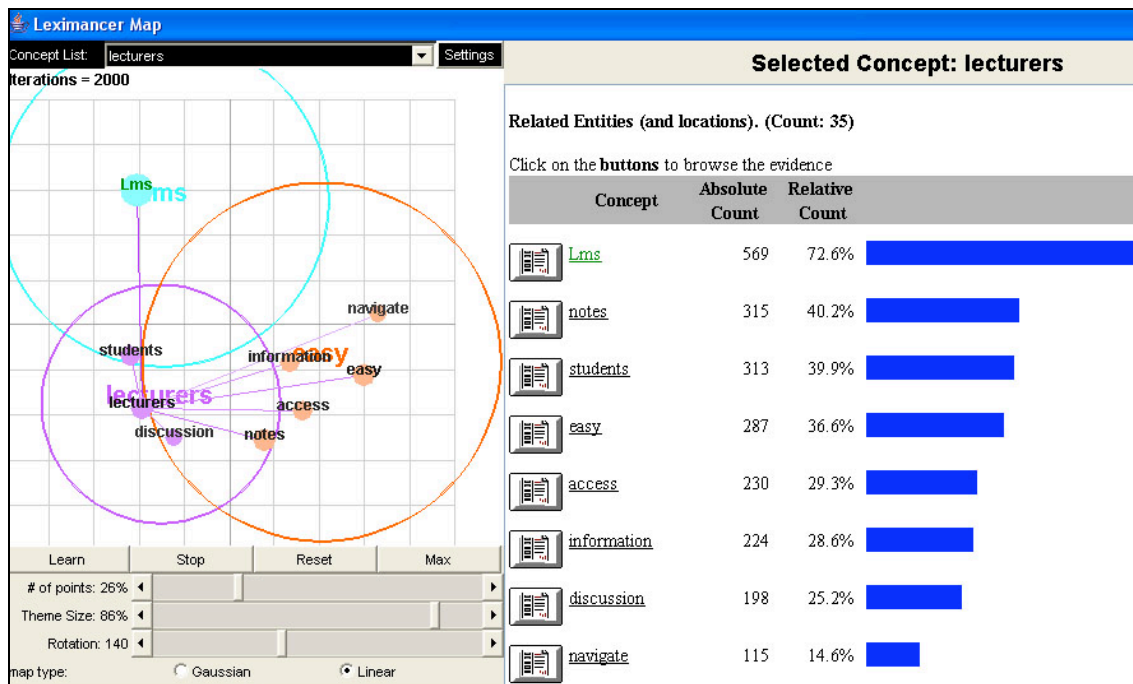 Leximancer Map
Concept List: lecturers Settings
Iterations = 2000
Lms
lms
navigate
students
information
easy
easy
lecturers
lecturers
access
discussion
notes
Learn Stop Reset Max
# of points: 26%
Theme Size: 86%
Rotation: 140
map type: Gaussian Linear
Selected Concept: lecturers
Related Entities (and locations). (Count: 35)
Click on the buttons to browse the evidence
Concept Absolute Count Relative Count
Lms 569 72.6%
notes 315 40.2%
students 313 39.9%
easy 287 36.6%
access 230 29.3%
information 224 28.6%
discussion 198 25.2%
navigate 115 14.6%